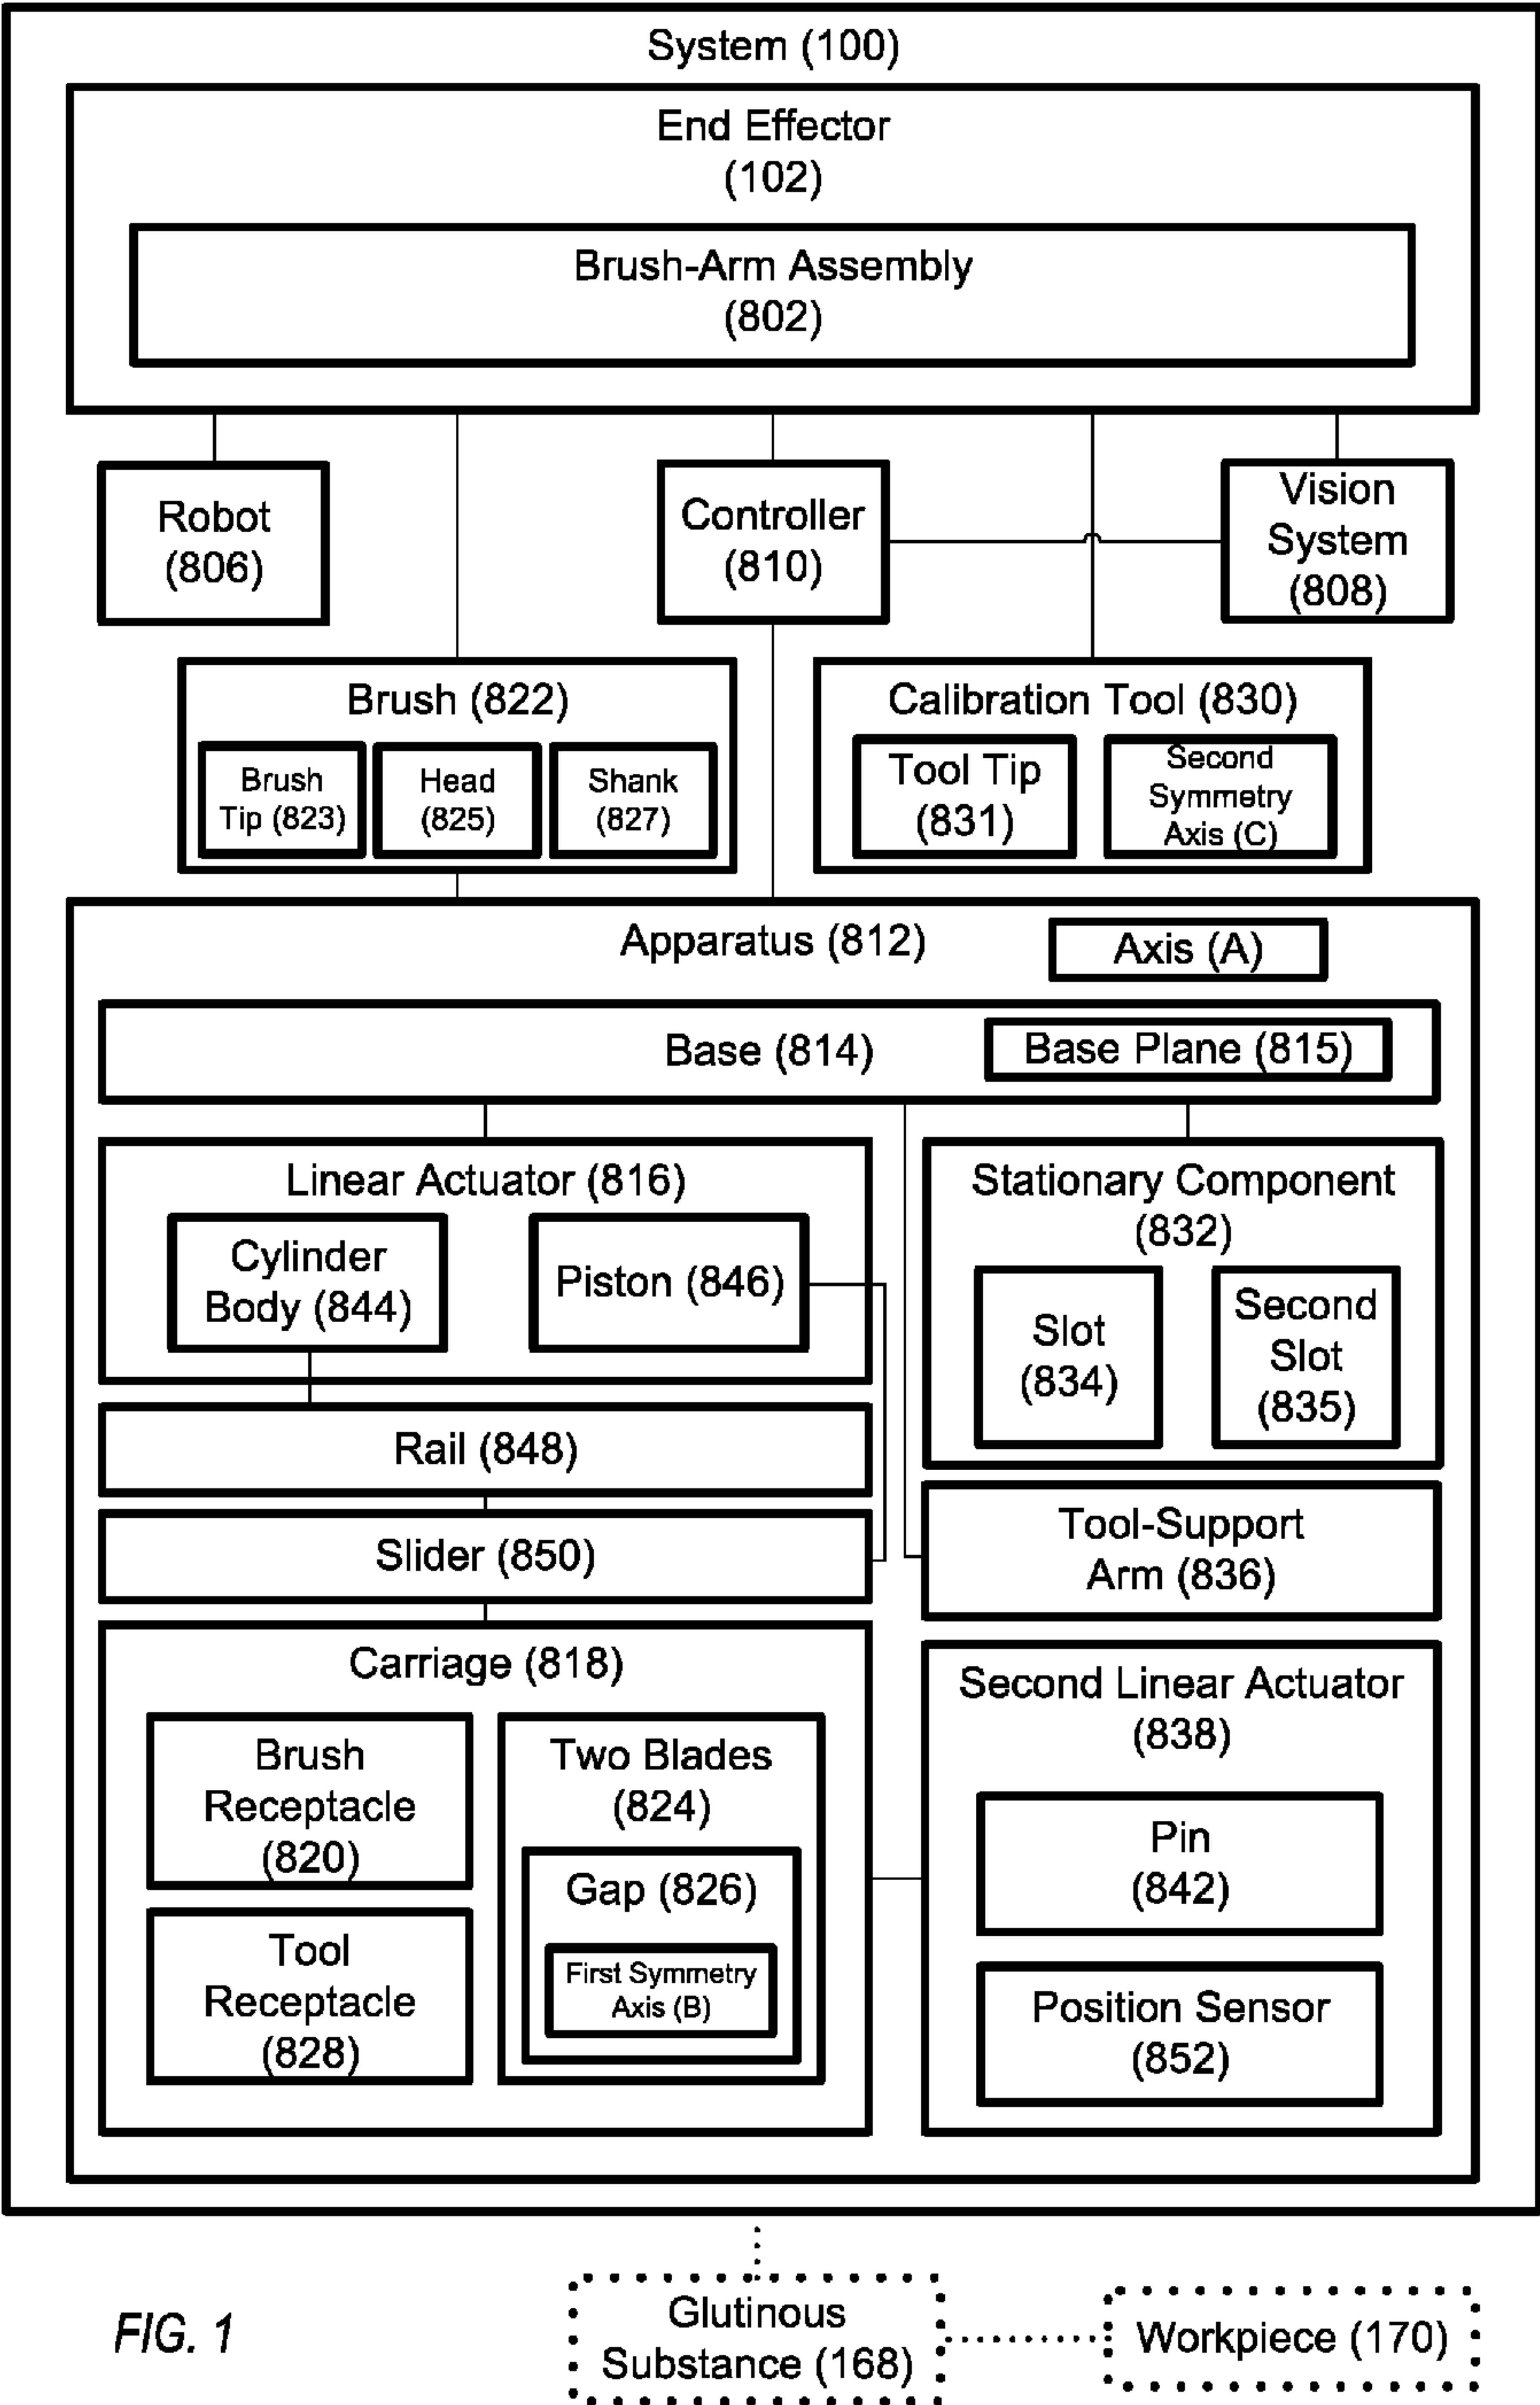 System (100)
End Effector
(102)
Brush-Arm Assembly
(802)
Robot
(806)
Controller
(810)
Vision
System
(808)
Brush (822)
Brush
Tip (823)
Head
(825)
Shank
(827)
Calibration Tool (830)
Tool Tip
(831)
Second
Symmetry
Axis (C)
Apparatus (812)
Axis (A)
Base (814)
Base Plane (815)
Linear Actuator (816)
Cylinder
Body (844)
Piston (846)
Stationary Component
(832)
Slot
(834)
Second
Slot
(835)
Rail (848)
Slider (850)
Tool-Support
Arm (836)
Carriage (818)
Brush
Receptacle
(820)
Tool
Receptacle
(828)
Two Blades
(824)
Gap (826)
First Symmetry
Axis (B)
Second Linear Actuator
(838)
Pin
(842)
Position Sensor
(852)
FIG. 1
Glutinous
Substance (168)
Workpiece (170)